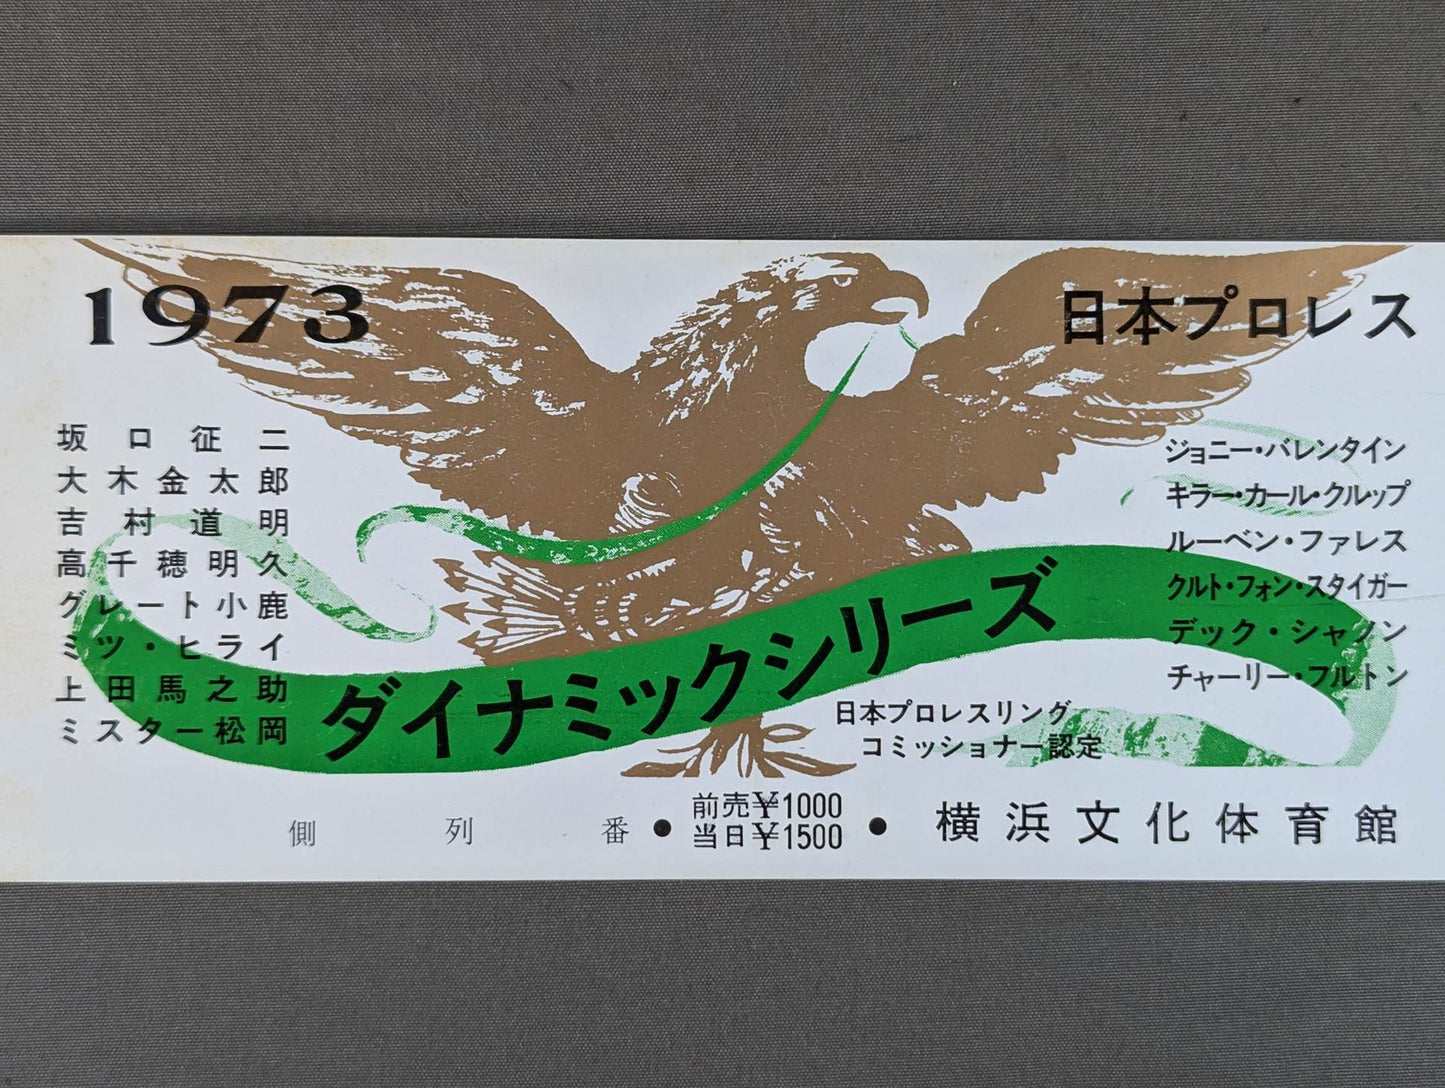 1973
日本プロレス
坂口征二
大木金太郎
吉村道明
高千穂明久
グレート小鹿
ミツ・ヒライ
上田馬之助
ミスター松岡
ダイナミックシリーズ
ジョニー・バレンタイン
キラー・カール・クルップ
ルーベン・ファレス
クルト・フォン・スタイガー
デック・シャノン
チャーリー・フルトン
日本プロレスリング
コミッショナー認定
側 列 番 ● 前売¥1000 ● 横浜文化体育館
当日¥1500